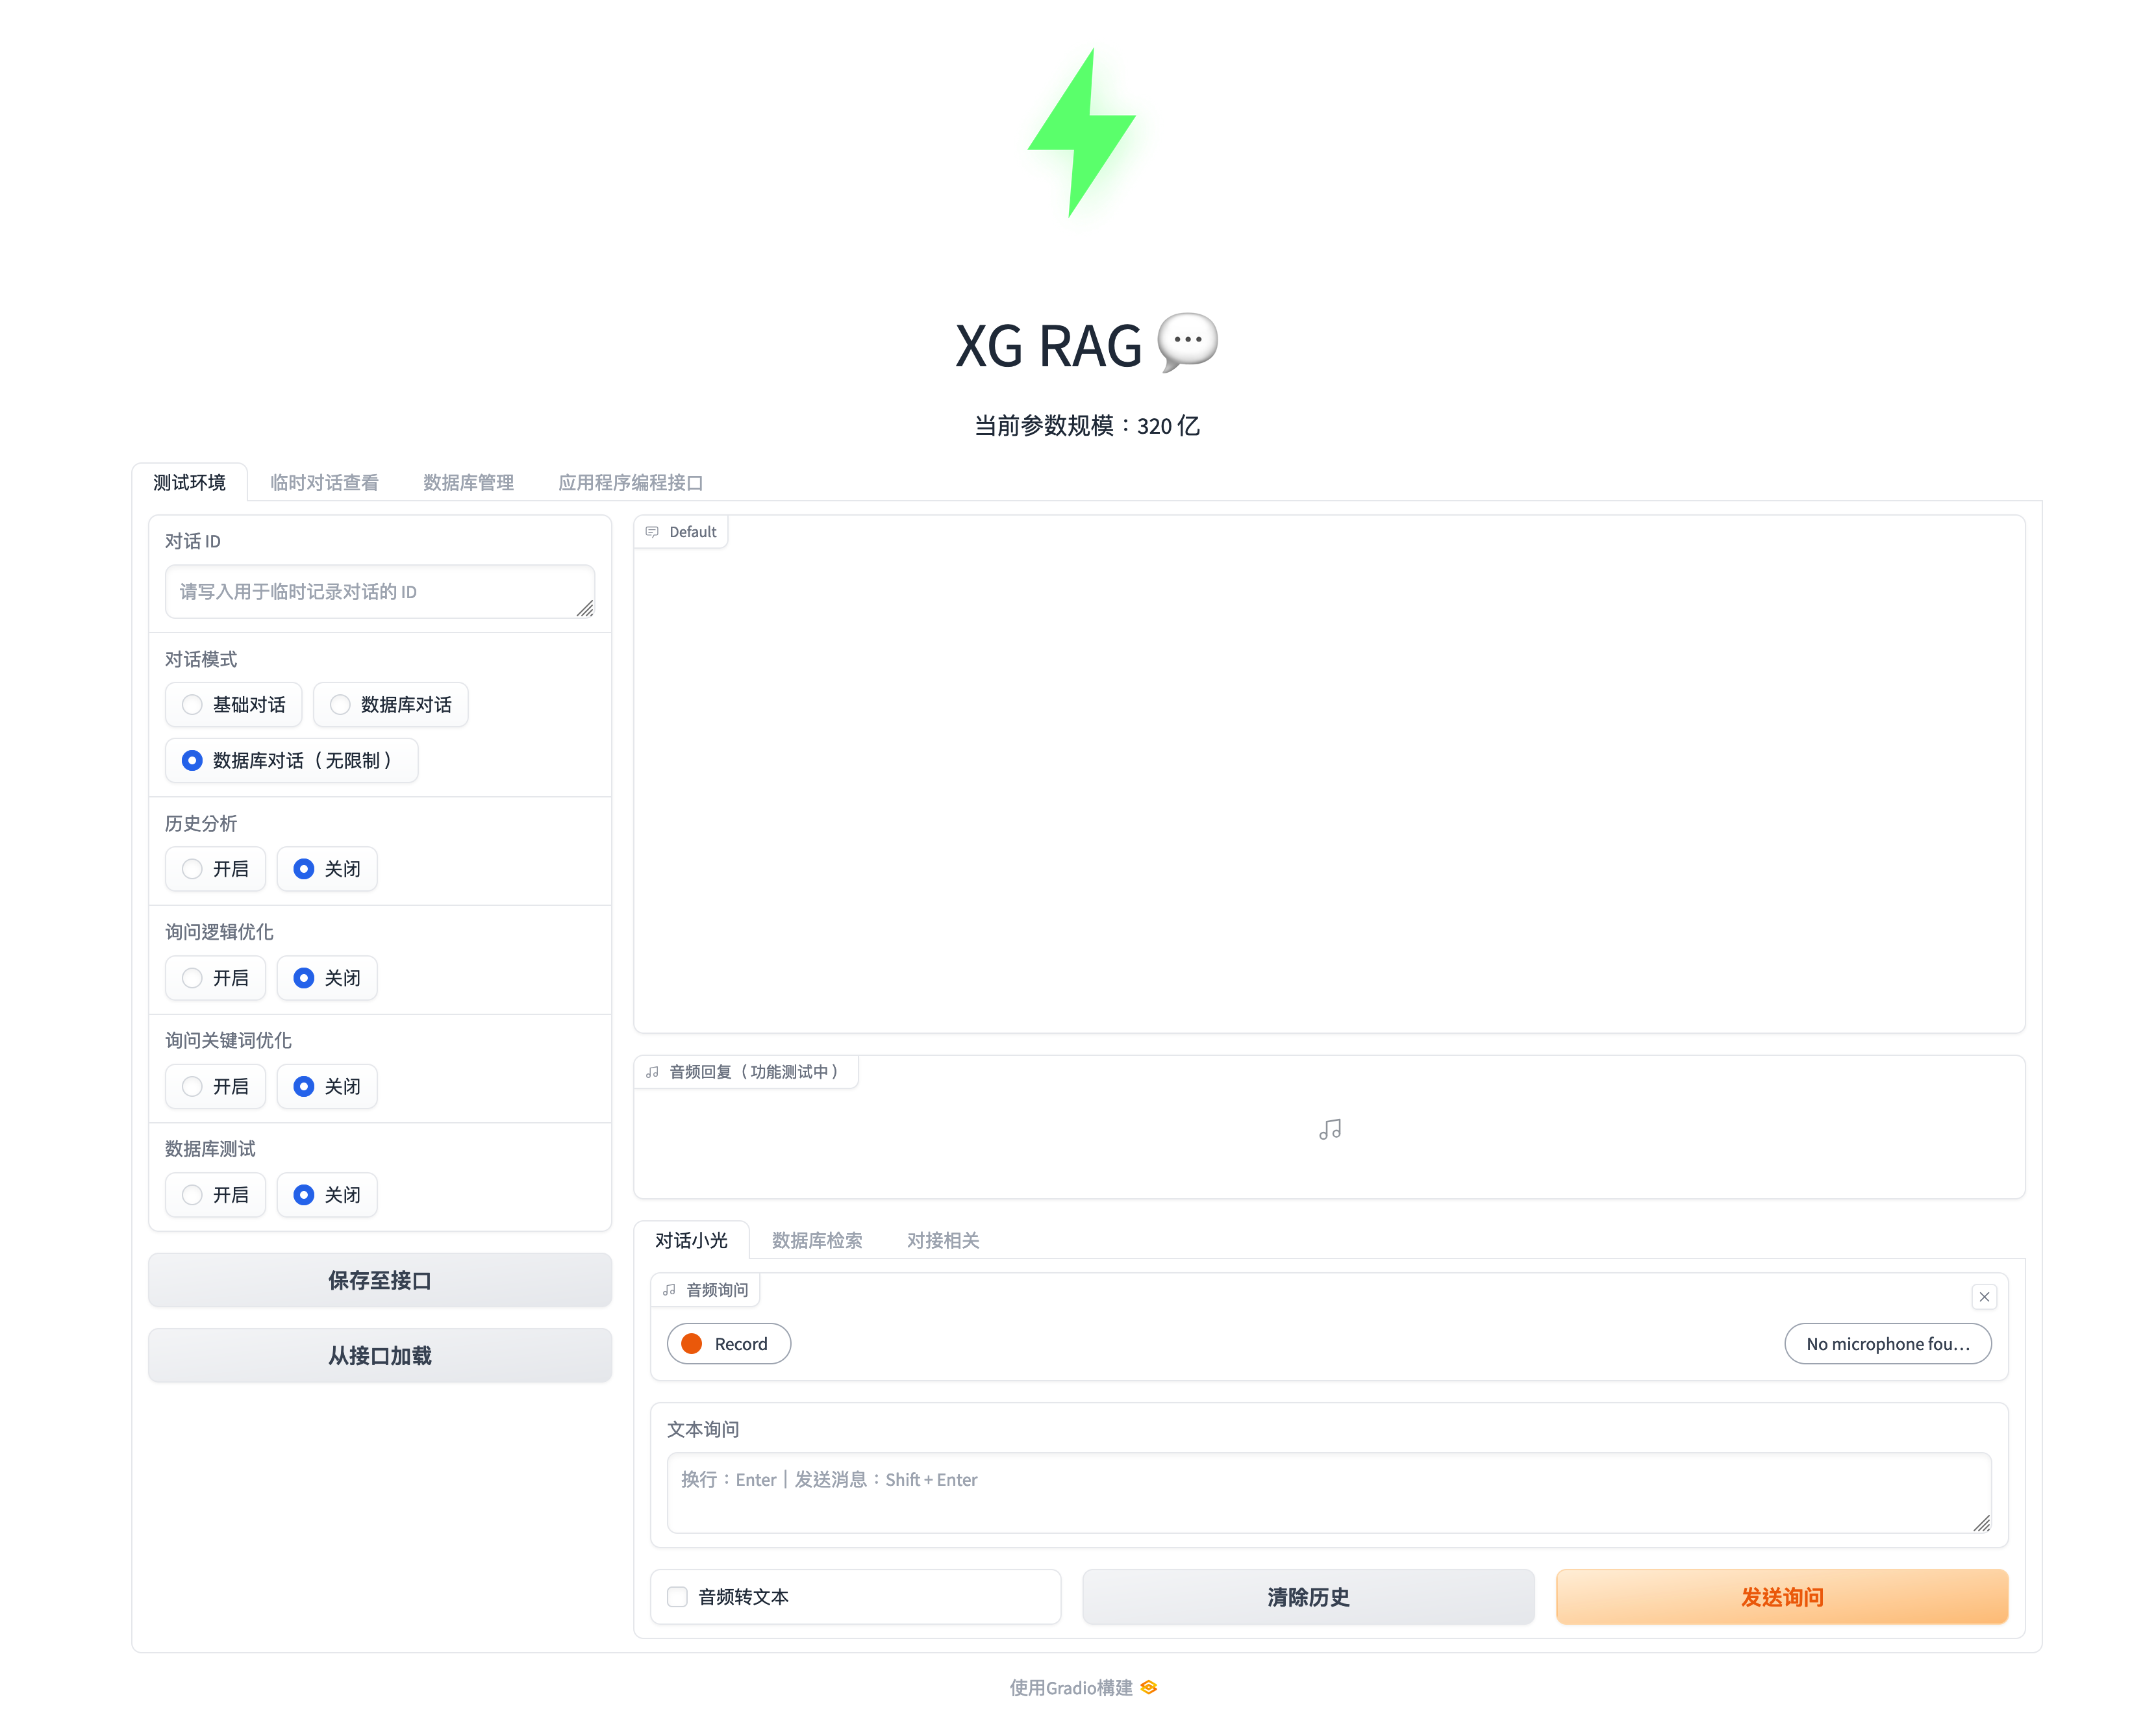 XG RAG 💬
当前参数规模：320 亿
测试环境 临时对话查看 数据库管理 应用程序编程接口
对话 ID
请写入用于临时记录对话的 ID
对话模式
基础对话 数据库对话
数据库对话（无限制）
历史分析
开启 关闭
询问逻辑优化
开启 关闭
询问关键词优化
开启 关闭
数据库测试
开启 关闭
保存至接口
从接口加载
Default
音频回复（功能测试中）
对话小光 数据库检索 对接相关
音频询问
Record No microphone fou...
文本询问
换行：Enter | 发送消息：Shift + Enter
音频转文本 清除历史 发送询问
使用Gradio構建